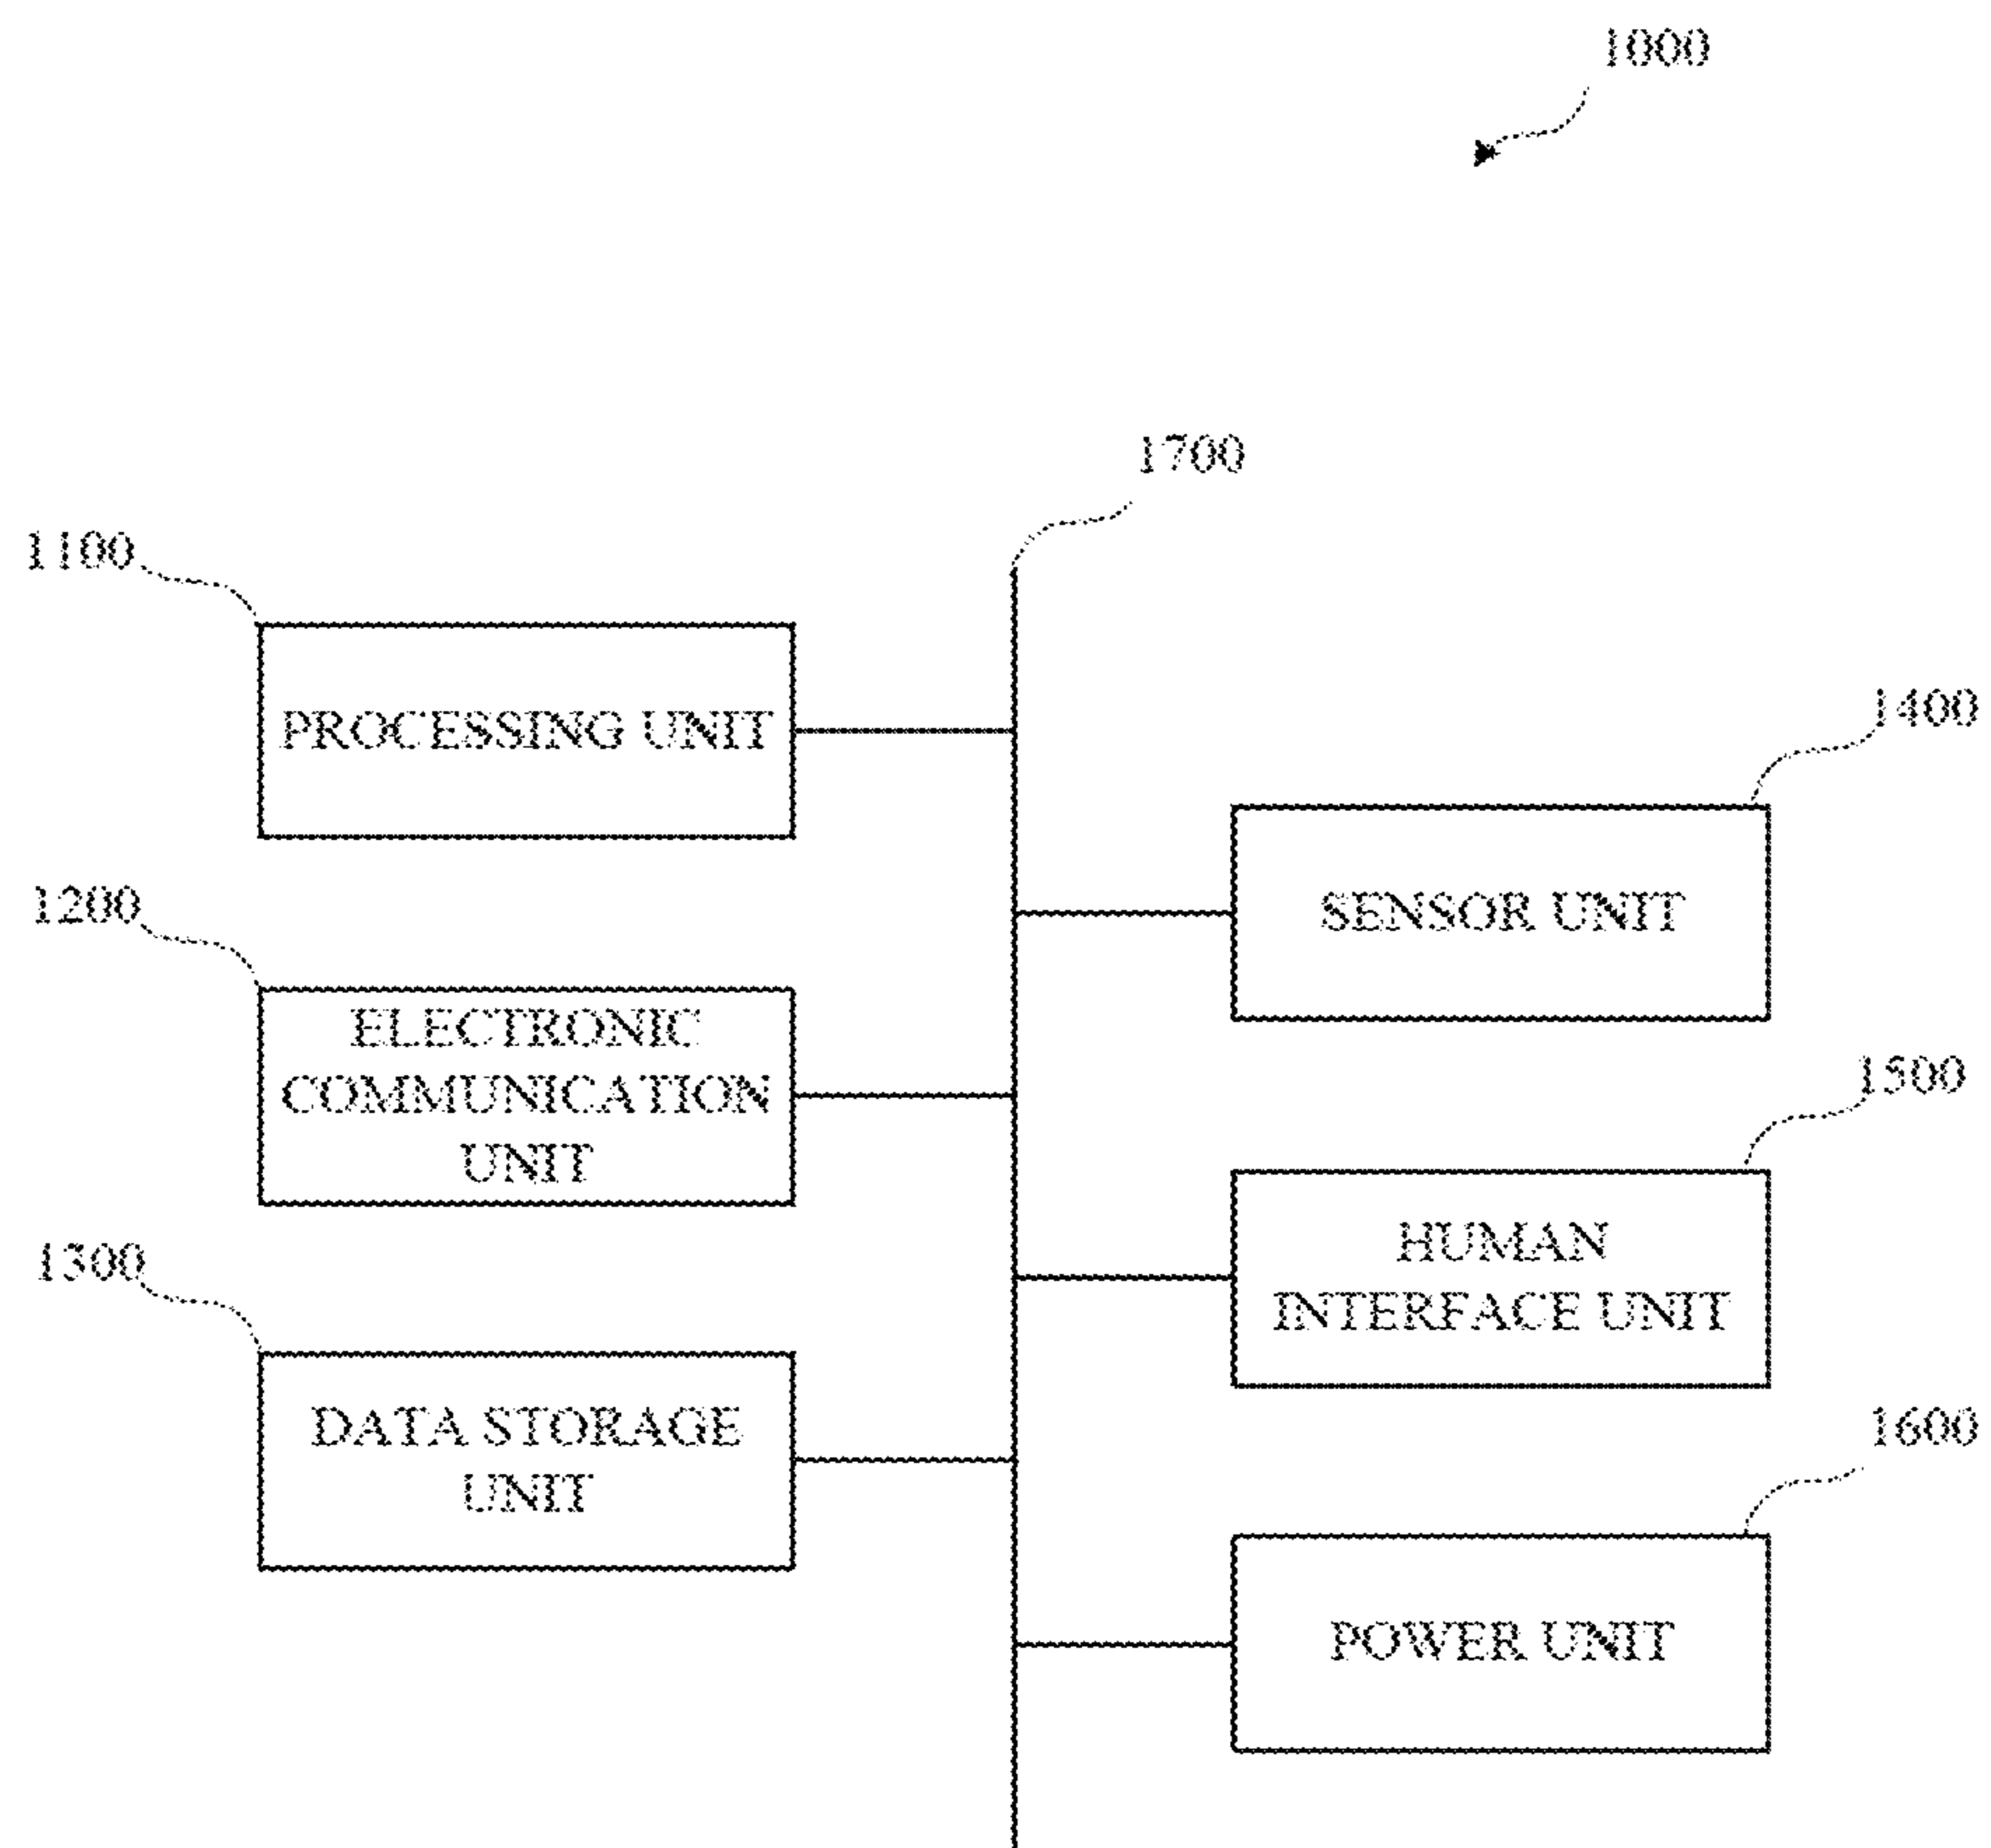 1000
1700
1100
PROCESSING UNIT
1400
SENSOR UNIT
1200
ELECTRONIC
COMMUNICATION
UNIT
1500
HUMAN
INTERFACE UNIT
1300
DATA STORAGE
UNIT
1600
POWER UNIT